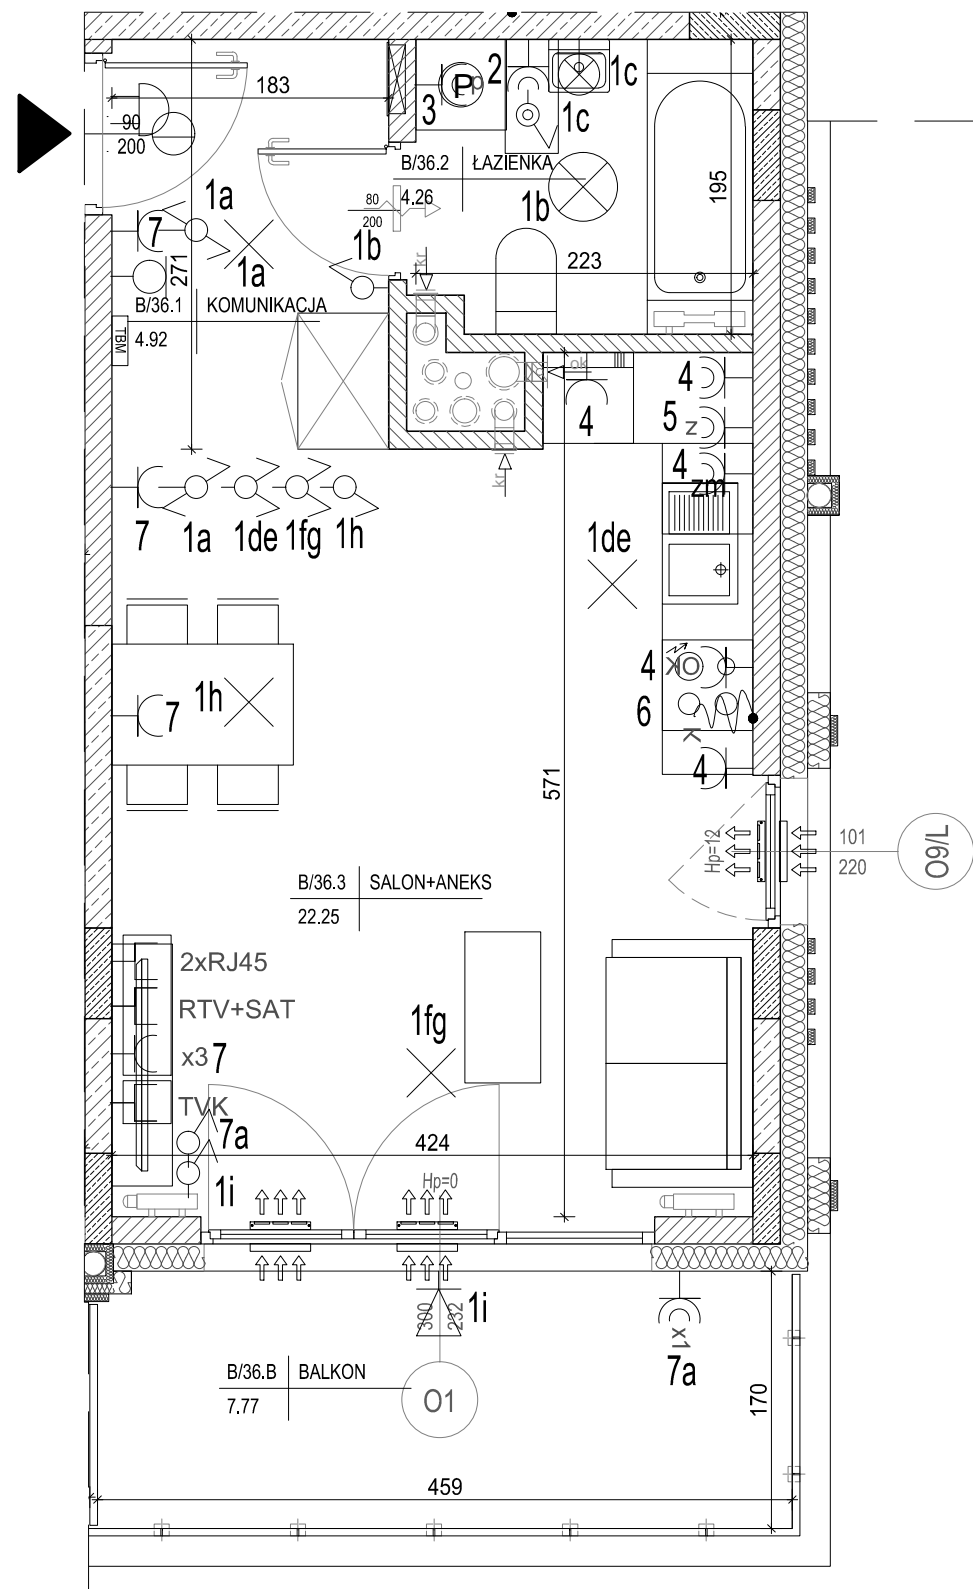 183
90
200
2
1c
P
3
1c
B/36.2 ŁAZIENKA
4.26
80
200
1a
7
1b
1b
195
1a
271
kr
223
B/36.1 KOMUNIKACJA
4.92
TBM
ok
4
4
5 z
4
zm
kr
7 1a 1de 1fg 1h
1de
4 OK
1h
7
6
K
4
571
Hp=12
101
220
O9/L
B/36.3 SALON+ANEKS
22.25
2xRJ45
RTV+SAT
1fg
x3 7
TVK
7a
424
1i
Hp=0
300
232
1i
x1
7a
B/36.B BALKON
7.77
O1
170
459